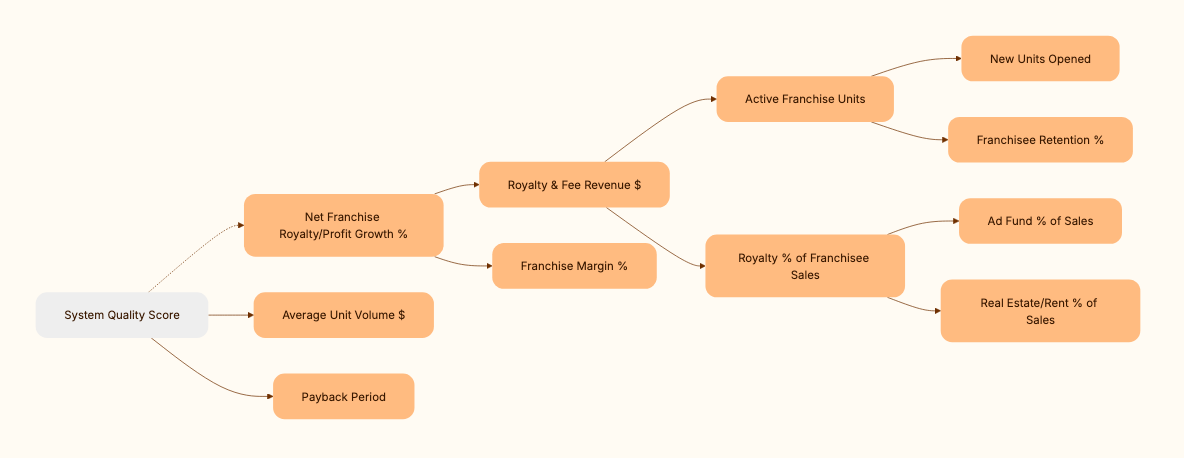 New Units Opened
Active Franchise Units
Franchisee Retention %
Royalty & Fee Revenue $
Net Franchise
Royalty/Profit Growth %
Ad Fund % of Sales
Franchise Margin %
Royalty % of Franchisee
Sales
Real Estate/Rent % of
Sales
System Quality Score
Average Unit Volume $
Payback Period